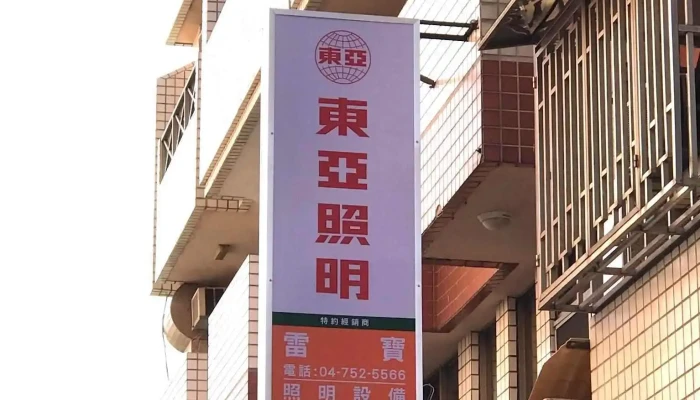 東亞
東亞照明
特約經銷商
雷寶
電話:04-752-5566
照明設備